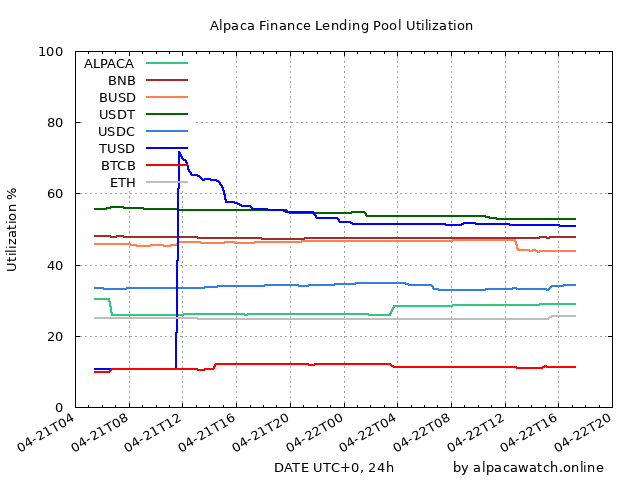 Alpaca Finance Lending Pool Utilization
100
80
60
40
20
0
Utilization %
ALPACA
BNB
BUSD
USDT
USDC
TUSD
BTCB
ETH
04-21T04
04-21T08
04-21T12
04-21T16
04-21T20
04-22T00
04-22T04
04-22T08
04-22T12
04-22T16
04-22T20
DATE UTC+0, 24h
by alpacawatch.online